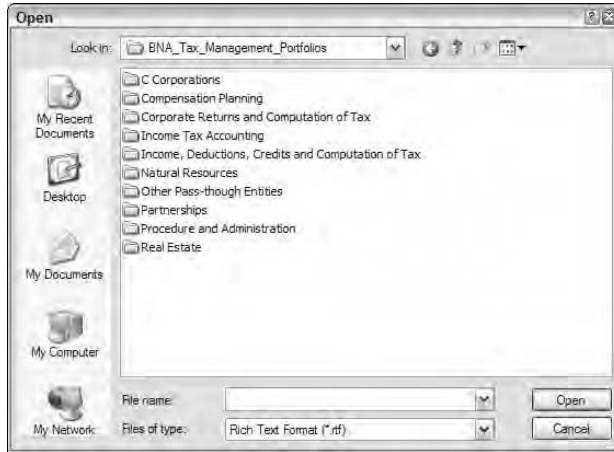 Open
Look in: BNA_Tax_Management_Portfolios
My Recent Documents
Desktop
My Documents
My Computer
My Network
C Corporations
Compensation Planning
Corporate Returns and Computation of Tax
Income Tax Accounting
Income, Deductions, Credits and Computation of Tax
Natural Resources
Other Pass-though Entities
Partnerships
Procedure and Administration
Real Estate
File name:
Open
Files of type: Rich Text Format (*.rtf)
Cancel